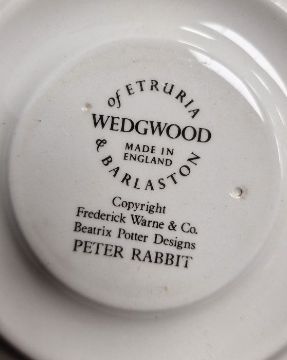 of ETRURIA
WEDGWOOD
MADE IN
ENGLAND
& BARLASTON
Copyright
Frederick Warne & Co.
Beatrix Potter Designs
PETER RABBIT